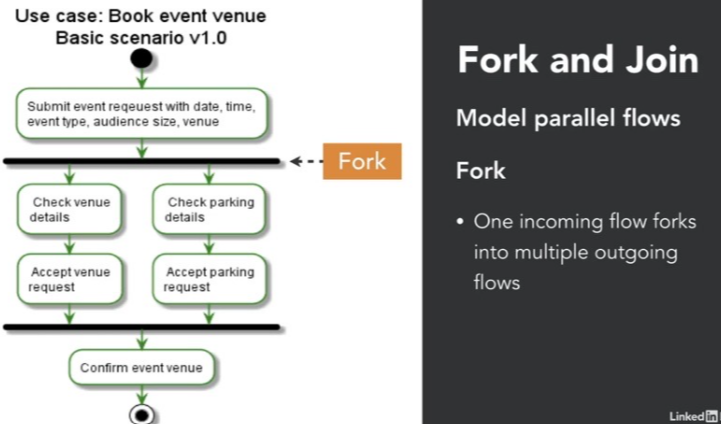 Use case: Book event venue
Basic scenario v1.0
Submit event reqeuest with date, time,
event type, audience size, venue
Fork
Check venue
details
Check parking
details
Accept venue
request
Accept parking
request
Confirm event venue
Fork and Join
Model parallel flows
Fork
• One incoming flow forks
into multiple outgoing
flows
Linked in